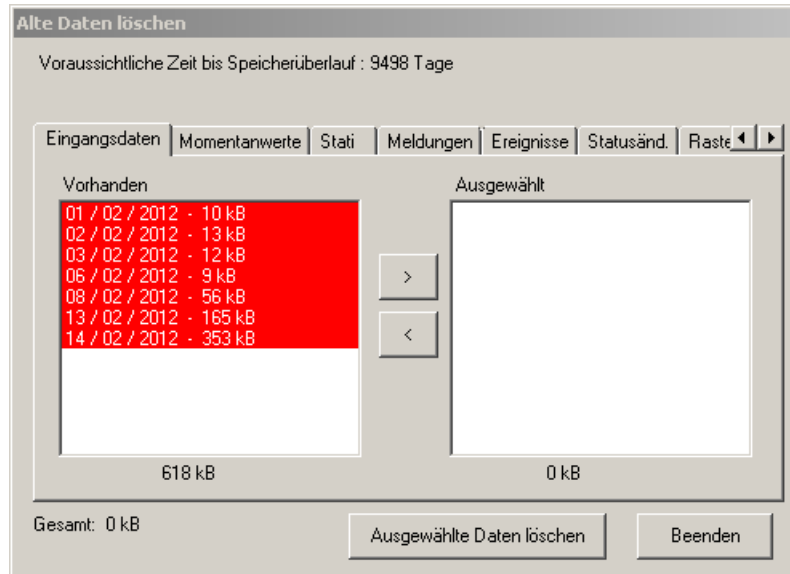 Alte Daten löschen
Voraussichtliche Zeit bis Speicherüberlauf : 9498 Tage
Eingangsdaten Momentanwerte Stati Meldungen Ereignisse Statusänd. Raste
Vorhanden Ausgewählt
01 / 02 / 2012 - 10 kB
02 / 02 / 2012 - 13 kB
03 / 02 / 2012 - 12 kB
06 / 02 / 2012 - 9 kB
08 / 02 / 2012 - 56 kB
13 / 02 / 2012 - 165 kB
14 / 02 / 2012 - 353 kB
>
<
618 kB 0 kB
Gesamt: 0 kB
Ausgewählte Daten löschen Beenden